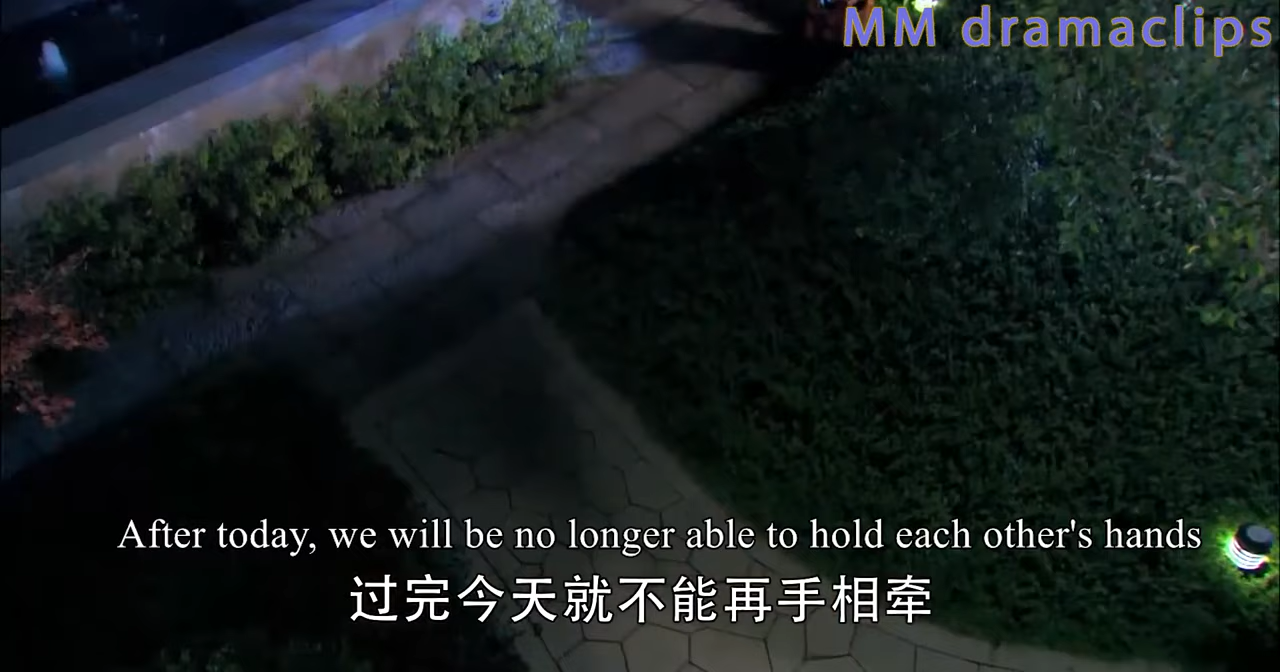 MM dramaclips
After today, we will be no longer able to hold each other's hands
过完今天就不能再手相牵